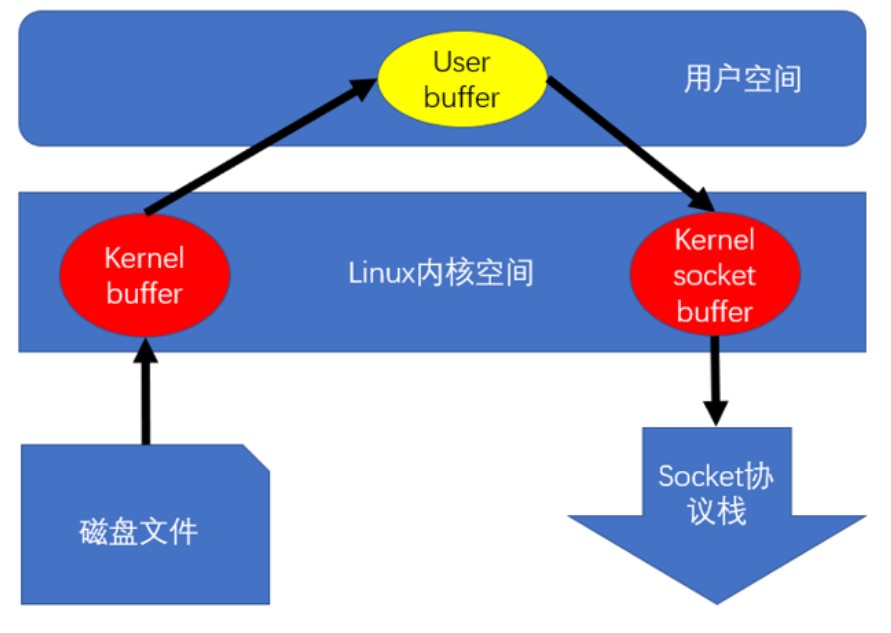 User
buffer
用户空间
Kernel
buffer
Linux内核空间
Kernel
socket
buffer
磁盘文件
Socket协
议栈